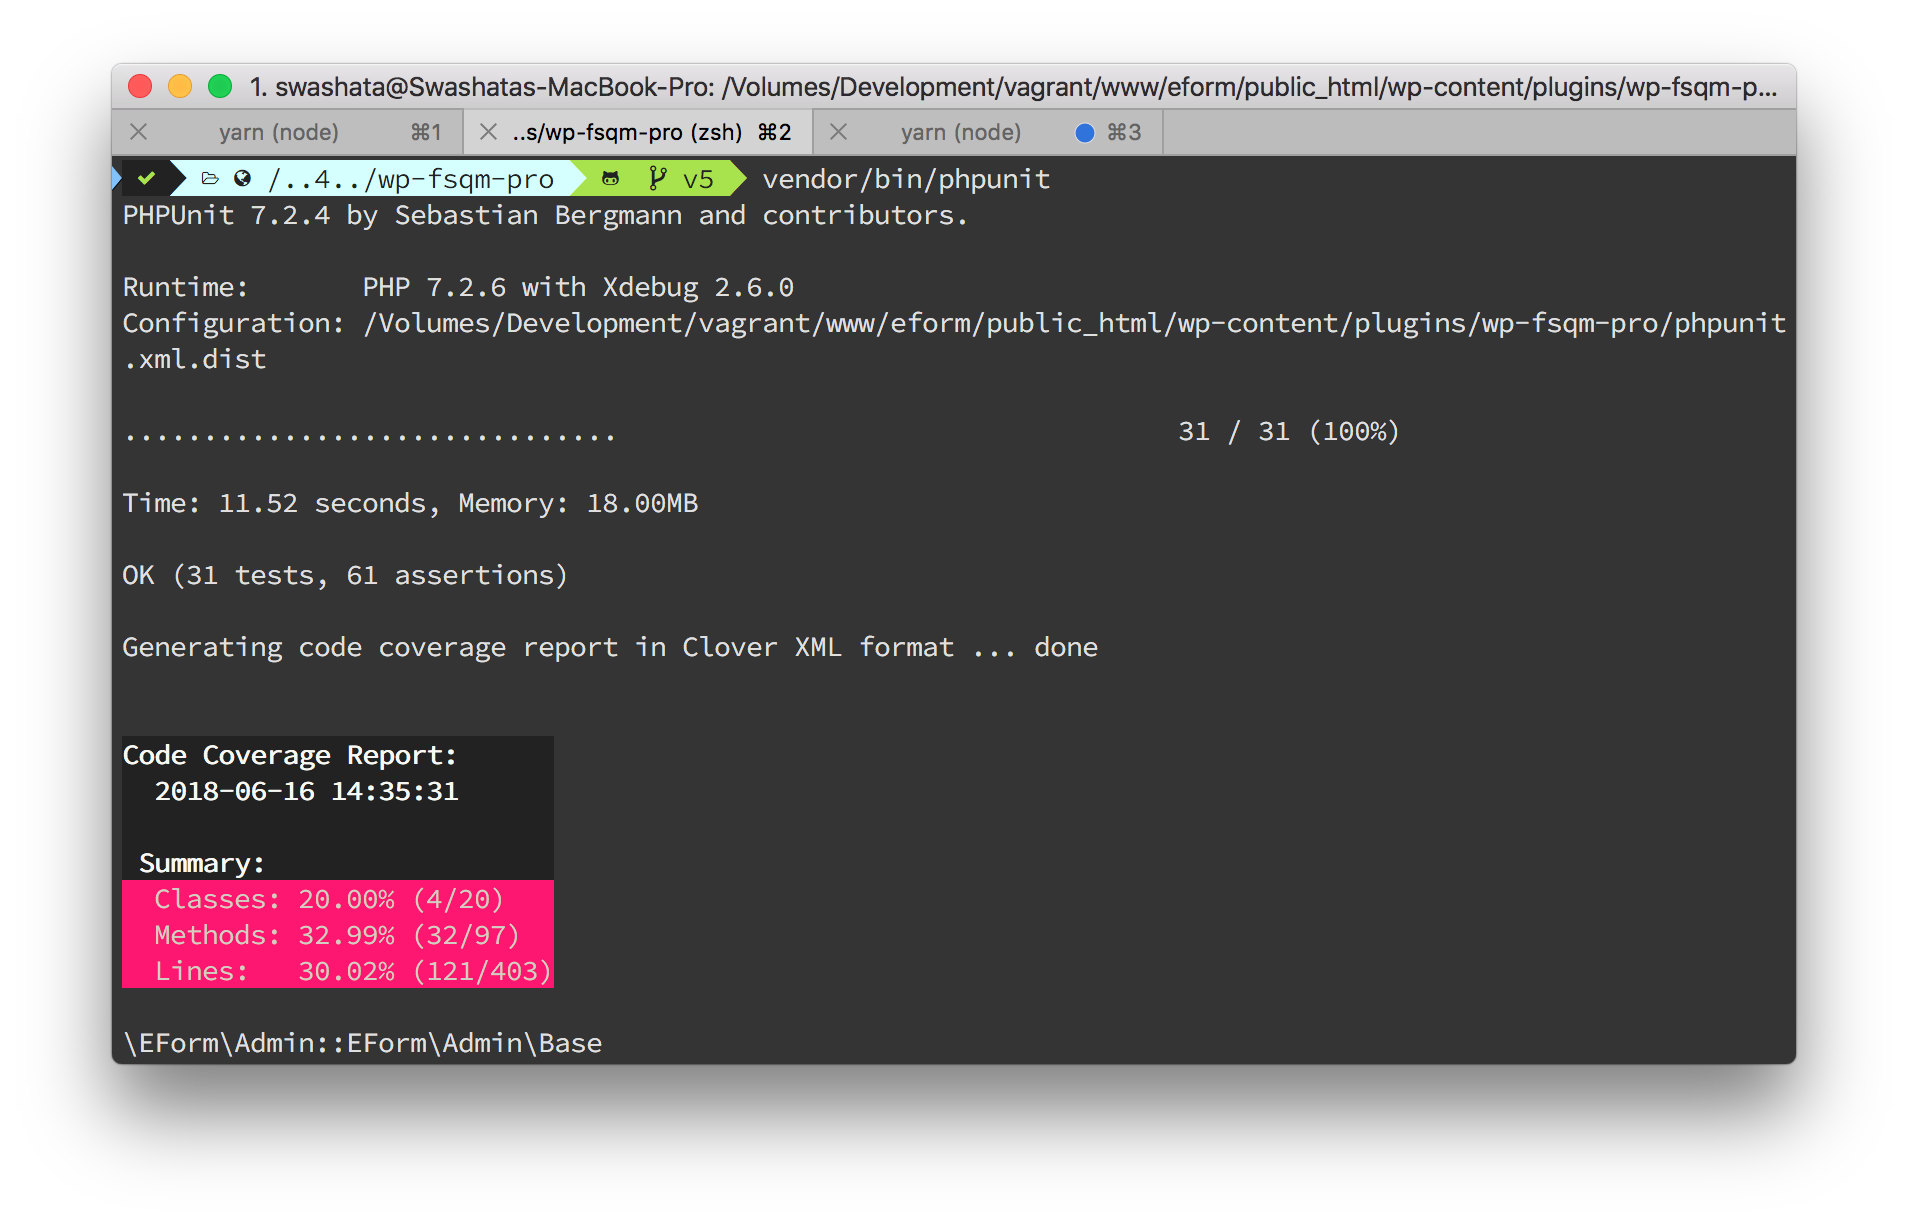 1. swashata@Swashatas-MacBook-Pro: /Volumes/Development/vagrant/www/eform/public_html/wp-content/plugins/wp-fsqm-p...
yarn (node) ⌘1 ..s/wp-fsqm-pro (zsh) ⌘2 yarn (node) ⌘3
/..4../wp-fsqm-pro v5 vendor/bin/phpunit
PHPUnit 7.2.4 by Sebastian Bergmann and contributors.
Runtime: PHP 7.2.6 with Xdebug 2.6.0
Configuration: /Volumes/Development/vagrant/www/eform/public_html/wp-content/plugins/wp-fsqm-pro/phpunit
.xml.dist
............................... 31 / 31 (100%)
Time: 11.52 seconds, Memory: 18.00MB
OK (31 tests, 61 assertions)
Generating code coverage report in Clover XML format ... done
Code Coverage Report:
2018-06-16 14:35:31
Summary:
Classes: 20.00% (4/20)
Methods: 32.99% (32/97)
Lines: 30.02% (121/403)
\EForm\Admin::EForm\Admin\Base